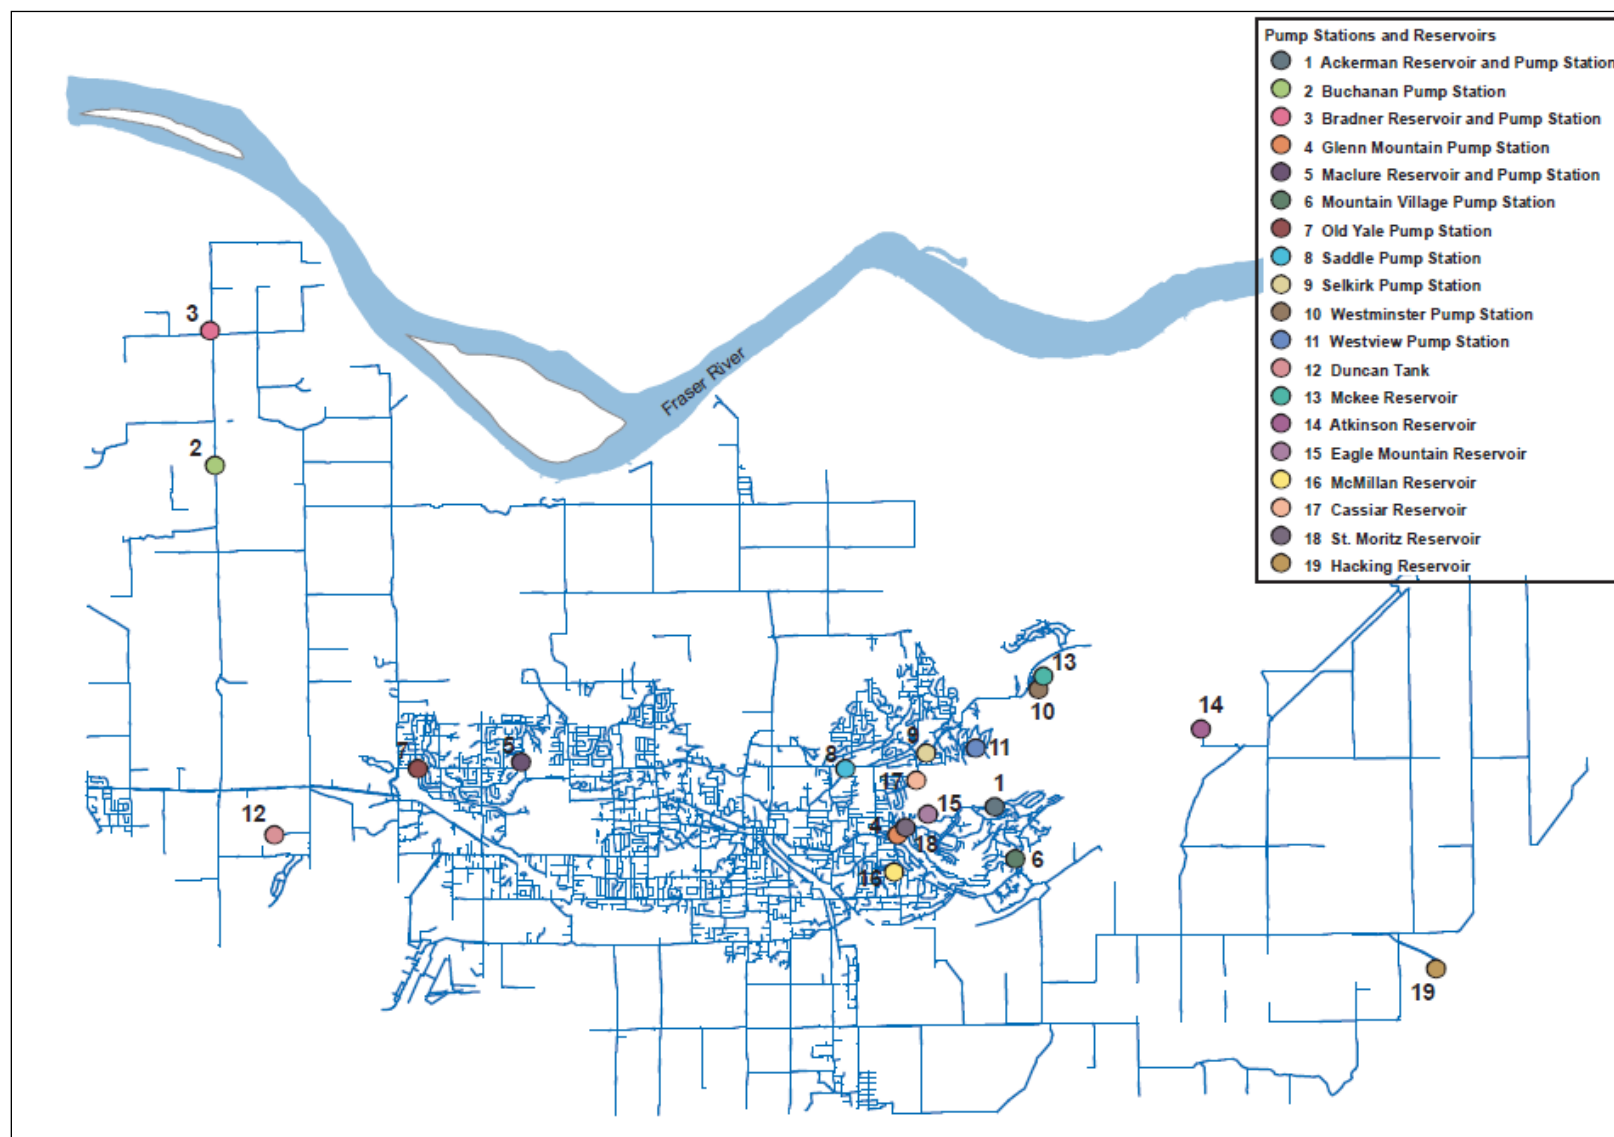 Pump Stations and Reservoirs
1 Ackerman Reservoir and Pump Station
2 Buchanan Pump Station
3 Bradner Reservoir and Pump Station
4 Glenn Mountain Pump Station
5 Maclure Reservoir and Pump Station
6 Mountain Village Pump Station
7 Old Yale Pump Station
8 Saddle Pump Station
9 Selkirk Pump Station
10 Westminster Pump Station
11 Westview Pump Station
12 Duncan Tank
13 Mckee Reservoir
14 Atkinson Reservoir
15 Eagle Mountain Reservoir
16 McMillan Reservoir
17 Cassiar Reservoir
18 St. Moritz Reservoir
19 Hacking Reservoir
3
Fraser River
2
13
10
14
9
11
7
5
8
17
1
12
15
4
18
6
16
19